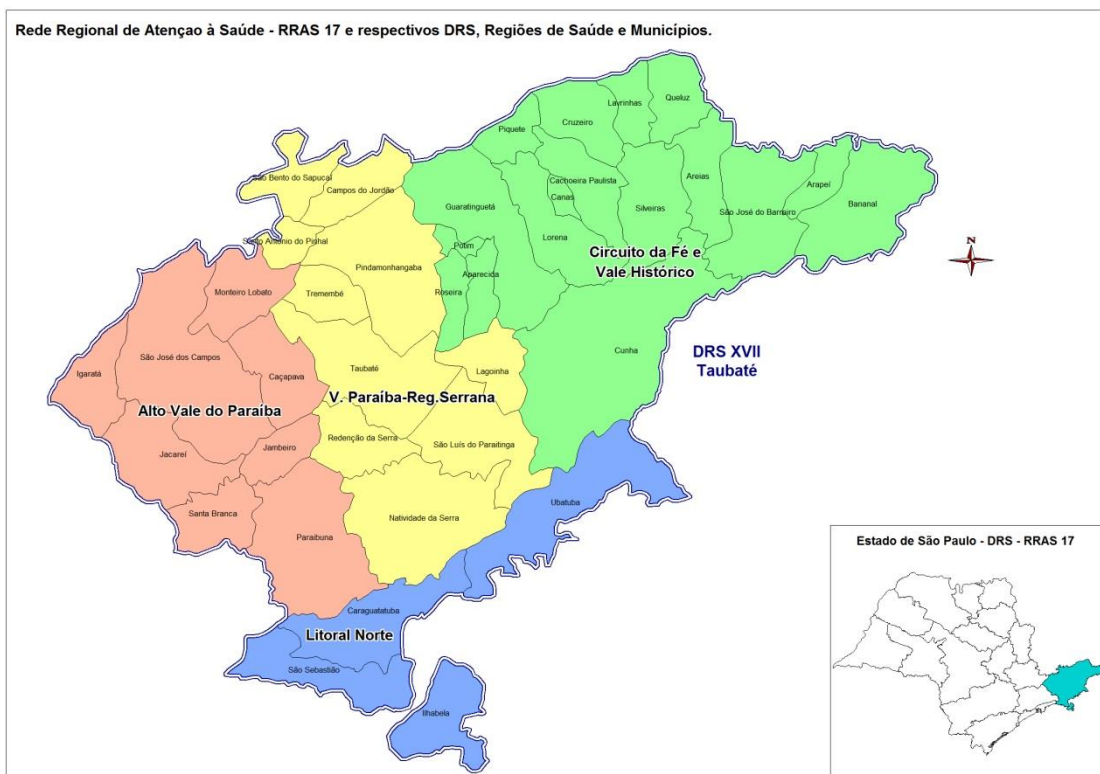 Rede Regional de Atençao à Saúde - RRAS 17 e respectivos DRS, Regiões de Saúde e Municípios.
Queluz
Lavrinhas
Cruzeiro
Piquete
São Bento do Sapucaí
Campos do Jordão
Cachoeira Paulista
Canas
Areias
Arapeí
Bananal
Guaratinguetá
Silveiras
São José do Barreiro
Santo Antônio do Pinhal
Potim
Lorena
Circuito da Fé e
Vale Histórico
Pindamonhangaba
Aparecida
Roseira
N
Monteiro Lobato
Tremembé
Cunha
DRS XVII
Taubaté
São José dos Campos
Igaratá
Caçapava
Taubaté
Lagoinha
V. Paraíba-Reg.Serrana
Alto Vale do Paraíba
Redenção da Serra
São Luís do Paraitinga
Jambeiro
Jacareí
Ubatuba
Santa Branca
Natividade da Serra
Paraibuna
Caraguatatuba
Litoral Norte
São Sebastião
Ilhabela
Estado de São Paulo - DRS - RRAS 17